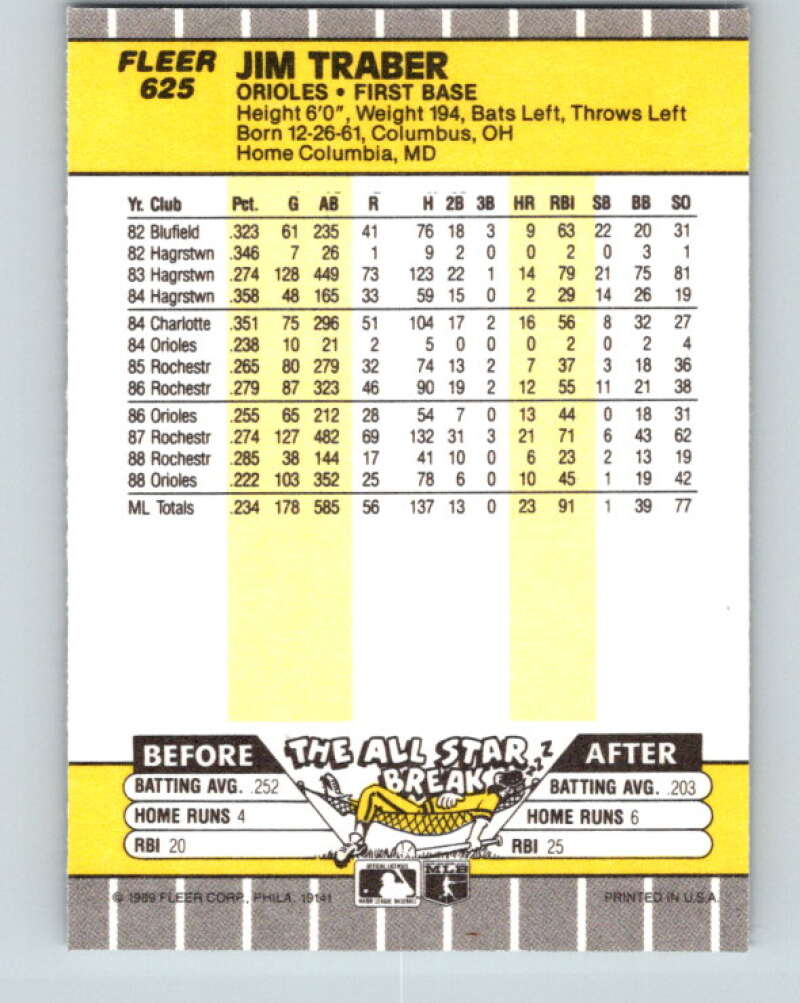 FLEER
625
JIM TRABER
ORIOLES • FIRST BASE
Height 6'0", Weight 194, Bats Left, Throws Left
Born 12-26-61, Columbus, OH
Home Columbia, MD
Yr. Club Pct. G AB R H 2B 3B HR RBI SB BB SO
82 Blufield .323 61 235 41 76 18 3 9 63 22 20 31
82 Hagrstwn .346 7 26 1 9 2 0 0 2 0 3 1
83 Hagrstwn .274 128 449 73 123 22 1 14 79 21 75 81
84 Hagrstwn .358 48 165 33 59 15 0 2 29 14 26 19
84 Charlotte .351 75 296 51 104 17 2 16 56 8 32 27
84 Orioles .238 10 21 2 5 0 0 0 2 0 2 4
85 Rochestr .265 80 279 32 74 13 2 7 37 3 18 36
86 Rochestr .279 87 323 46 90 19 2 12 55 11 21 38
86 Orioles .255 65 212 28 54 7 0 13 44 0 18 31
87 Rochestr .274 127 482 69 132 31 3 21 71 6 43 62
88 Rochestr .285 38 144 17 41 10 0 6 23 2 13 19
88 Orioles .222 103 352 25 78 6 0 10 45 1 19 42
ML Totals .234 178 585 56 137 13 0 23 91 1 39 77
BEFORE THE ALL STAR BREAK ZZZ AFTER
BATTING AVG. .252 BATTING AVG. .203
HOME RUNS 4 HOME RUNS 6
RBI 20 RBI 25
OFFICIAL LICENSEE
MAJOR LEAGUE BASEBALL
MLB
© 1989 FLEER CORP., PHILA. 19141 PRINTED IN U.S.A.